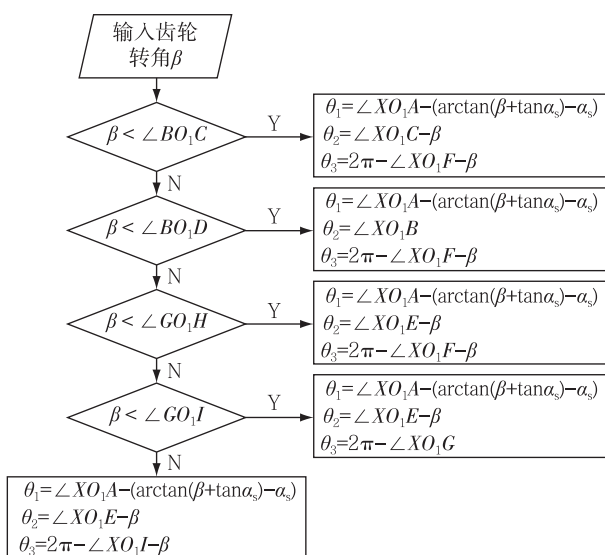 输入齿轮
转角β
β < ∠BO₁C
Y
θ₁=∠XO₁A−(arctan(β+tanαₛ)−αₛ)
θ₂=∠XO₁C−β
θ₃=2π−∠XO₁F−β
N
β < ∠BO₁D
Y
θ₁=∠XO₁A−(arctan(β+tanαₛ)−αₛ)
θ₂=∠XO₁B
θ₃=2π−∠XO₁F−β
N
β < ∠GO₁H
Y
θ₁=∠XO₁A−(arctan(β+tanαₛ)−αₛ)
θ₂=∠XO₁E−β
θ₃=2π−∠XO₁F−β
N
β < ∠GO₁I
Y
θ₁=∠XO₁A−(arctan(β+tanαₛ)−αₛ)
θ₂=∠XO₁E−β
θ₃=2π−∠XO₁G
N
θ₁=∠XO₁A−(arctan(β+tanαₛ)−αₛ)
θ₂=∠XO₁E−β
θ₃=2π−∠XO₁I−β